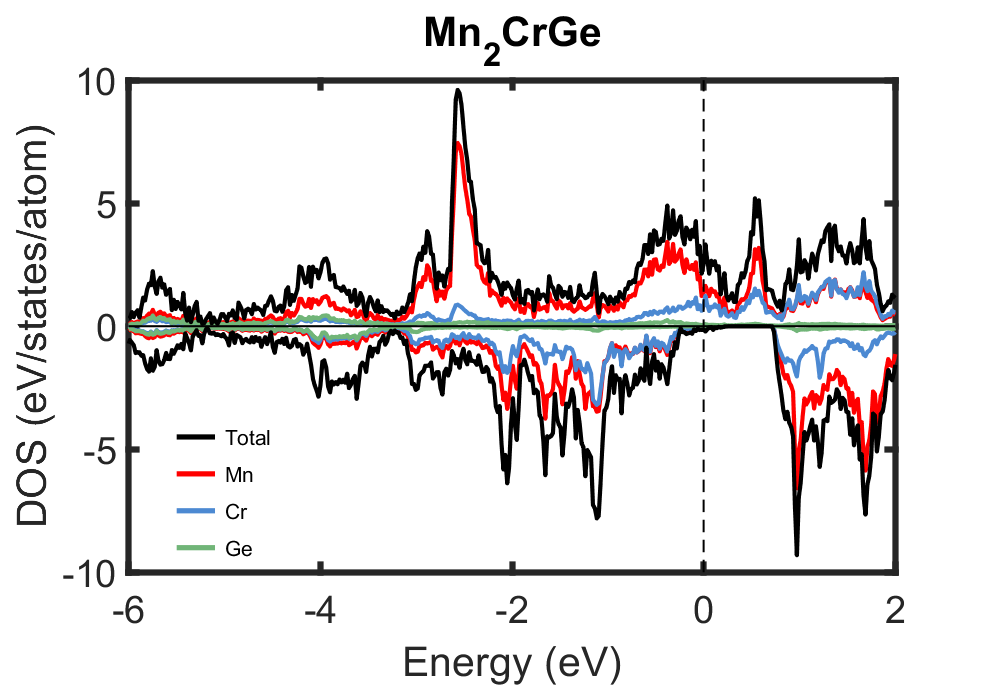 Mn₂CrGe
DOS (eV/states/atom)
10
5
0
-5
-10
Total
Mn
Cr
Ge
-6 -4 -2 0 2
Energy (eV)